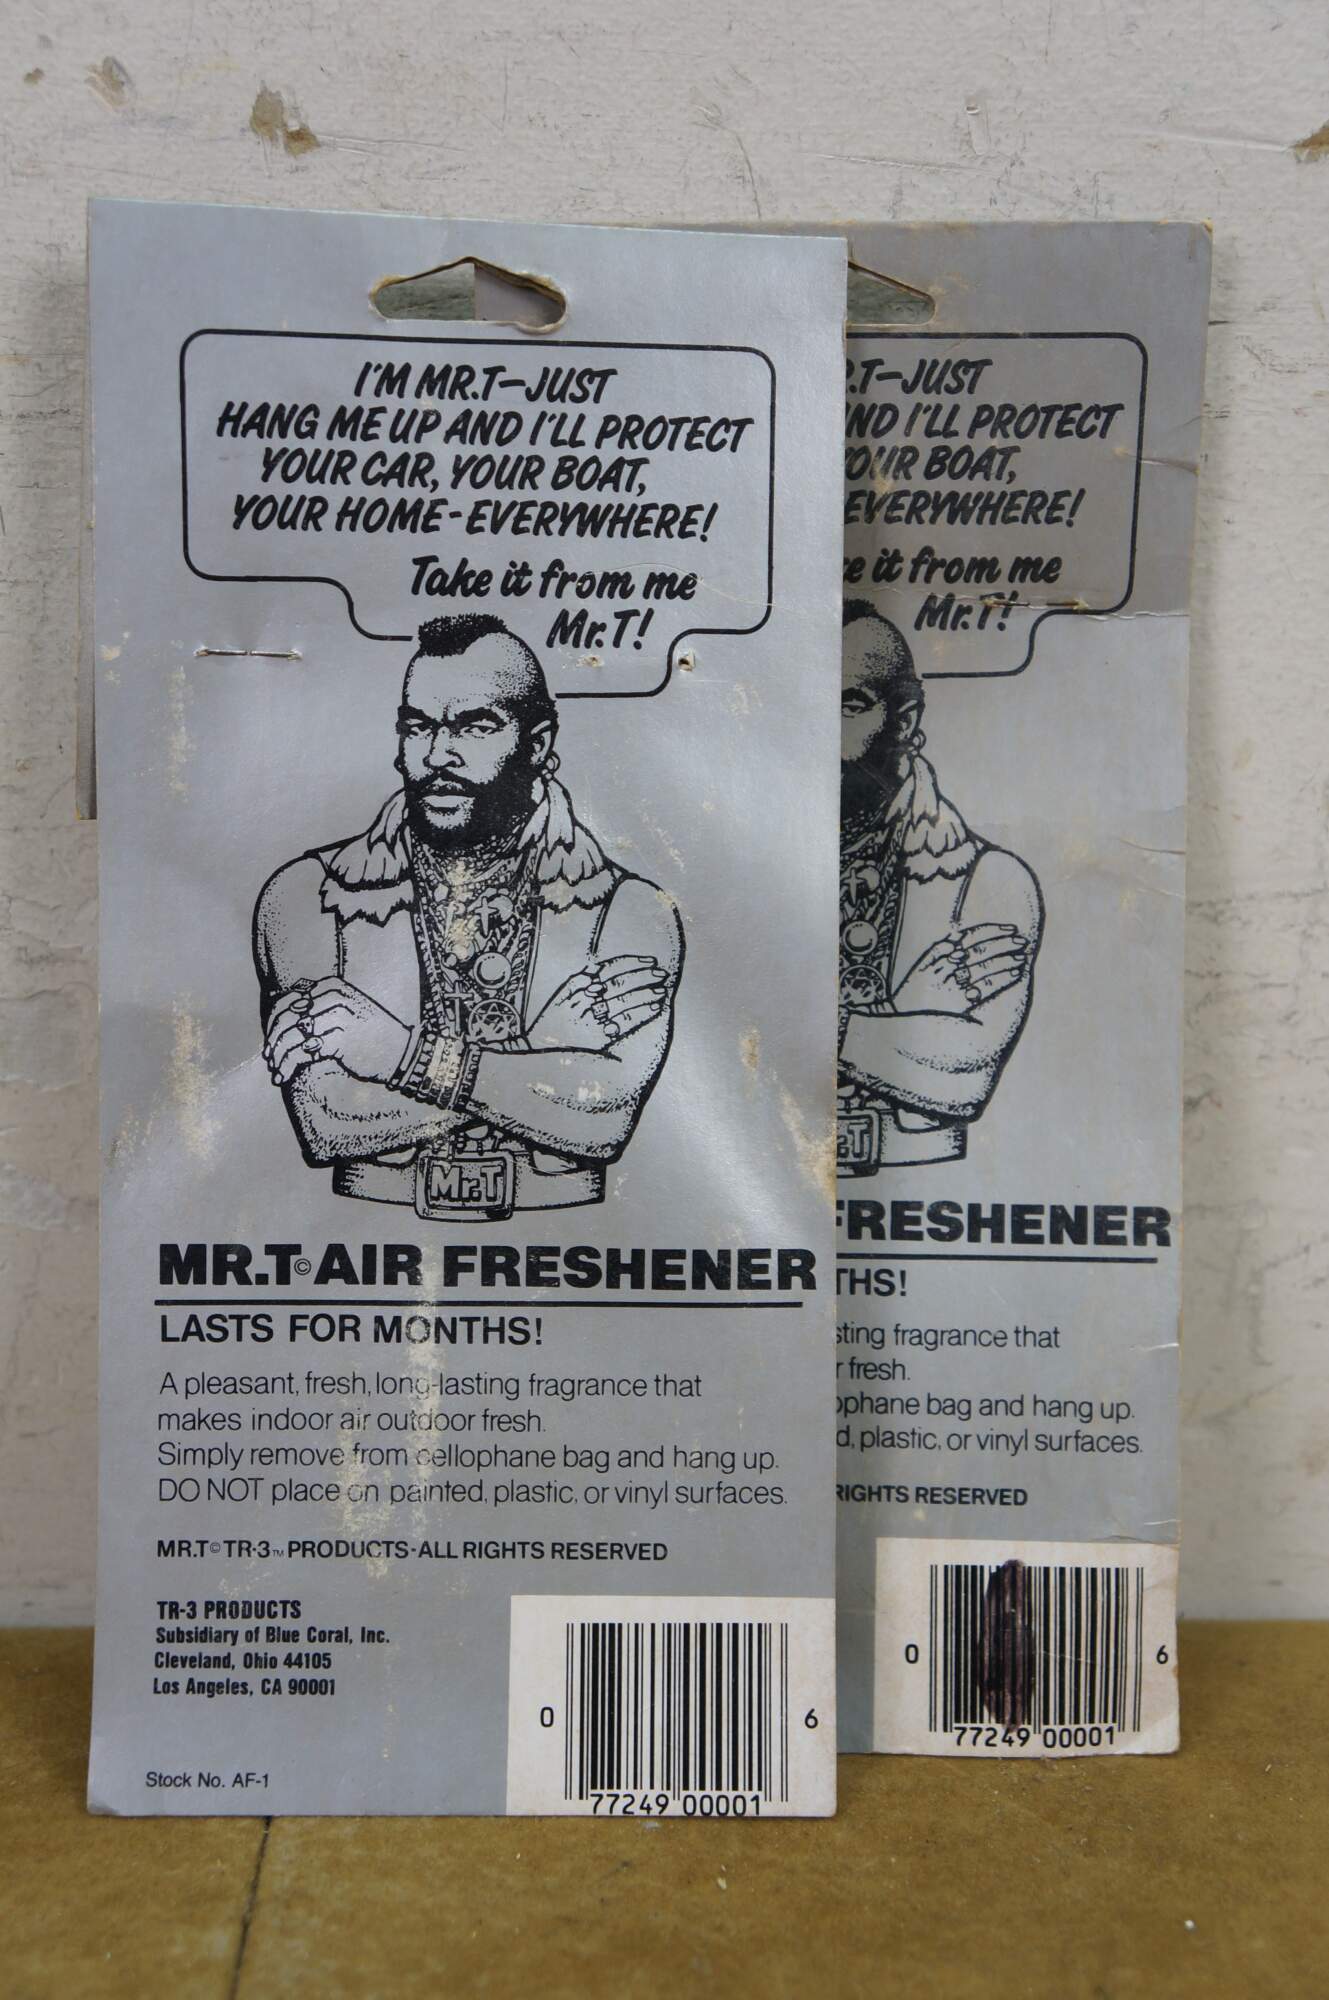 I'M MR.T-JUST
HANG ME UP AND I'LL PROTECT
YOUR CAR, YOUR BOAT,
YOUR HOME-EVERYWHERE!
Take it from me
Mr.T!
Mr.T
MR.T© AIR FRESHENER
LASTS FOR MONTHS!
A pleasant, fresh, long-lasting fragrance that
makes indoor air outdoor fresh.
Simply remove from cellophane bag and hang up.
DO NOT place on painted, plastic, or vinyl surfaces.
MR.T© TR-3™ PRODUCTS-ALL RIGHTS RESERVED
TR-3 PRODUCTS
Subsidiary of Blue Coral, Inc.
Cleveland, Ohio 44105
Los Angeles, CA 90001
Stock No. AF-1
0 77249 00001 6
.T-JUST
ND I'LL PROTECT
OUR BOAT,
EVERYWHERE!
e it from me
Mr.T!
.T
FRESHENER
THS!
sting fragrance that
r fresh.
ophane bag and hang up.
d, plastic, or vinyl surfaces.
RIGHTS RESERVED
0 77249 00001 6